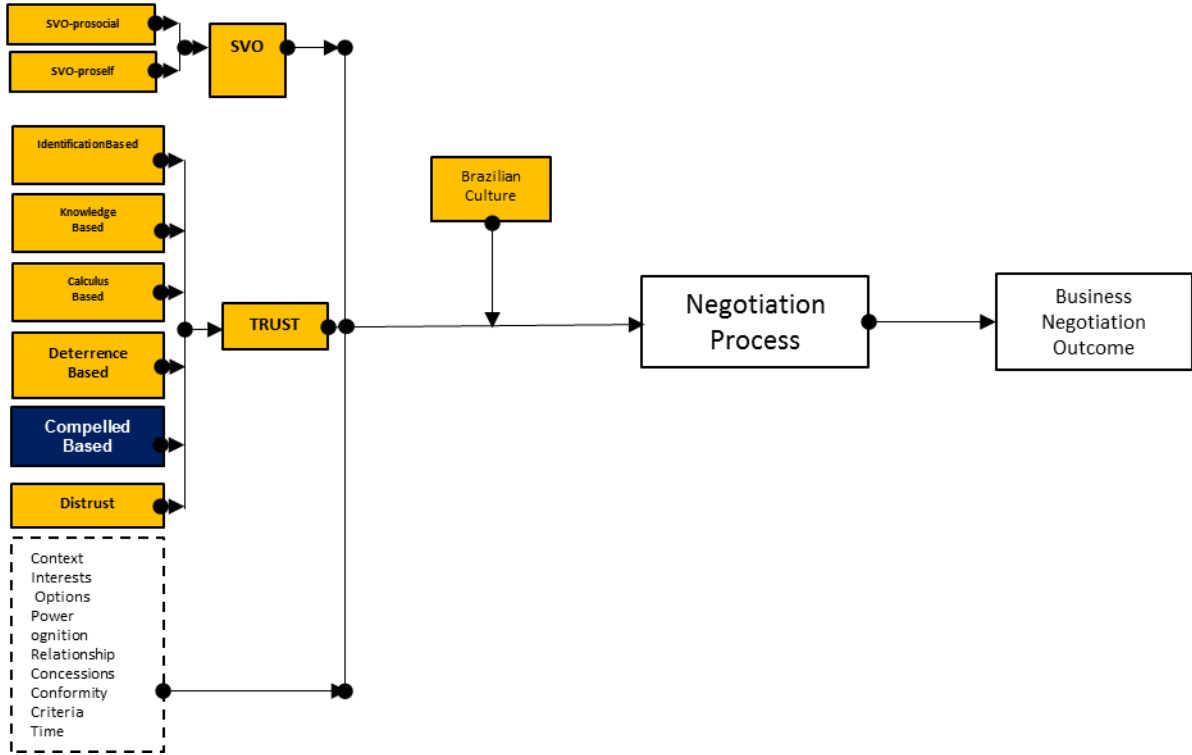 SVO-prosocial
SVO-proself
SVO
IdentificationBased
Knowledge
Based
Calculus
Based
Deterrence
Based
Compelled
Based
Distrust
TRUST
Brazilian
Culture
Negotiation
Process
Business
Negotiation
Outcome
Context
Interests
Options
Power
ognition
Relationship
Concessions
Conformity
Criteria
Time